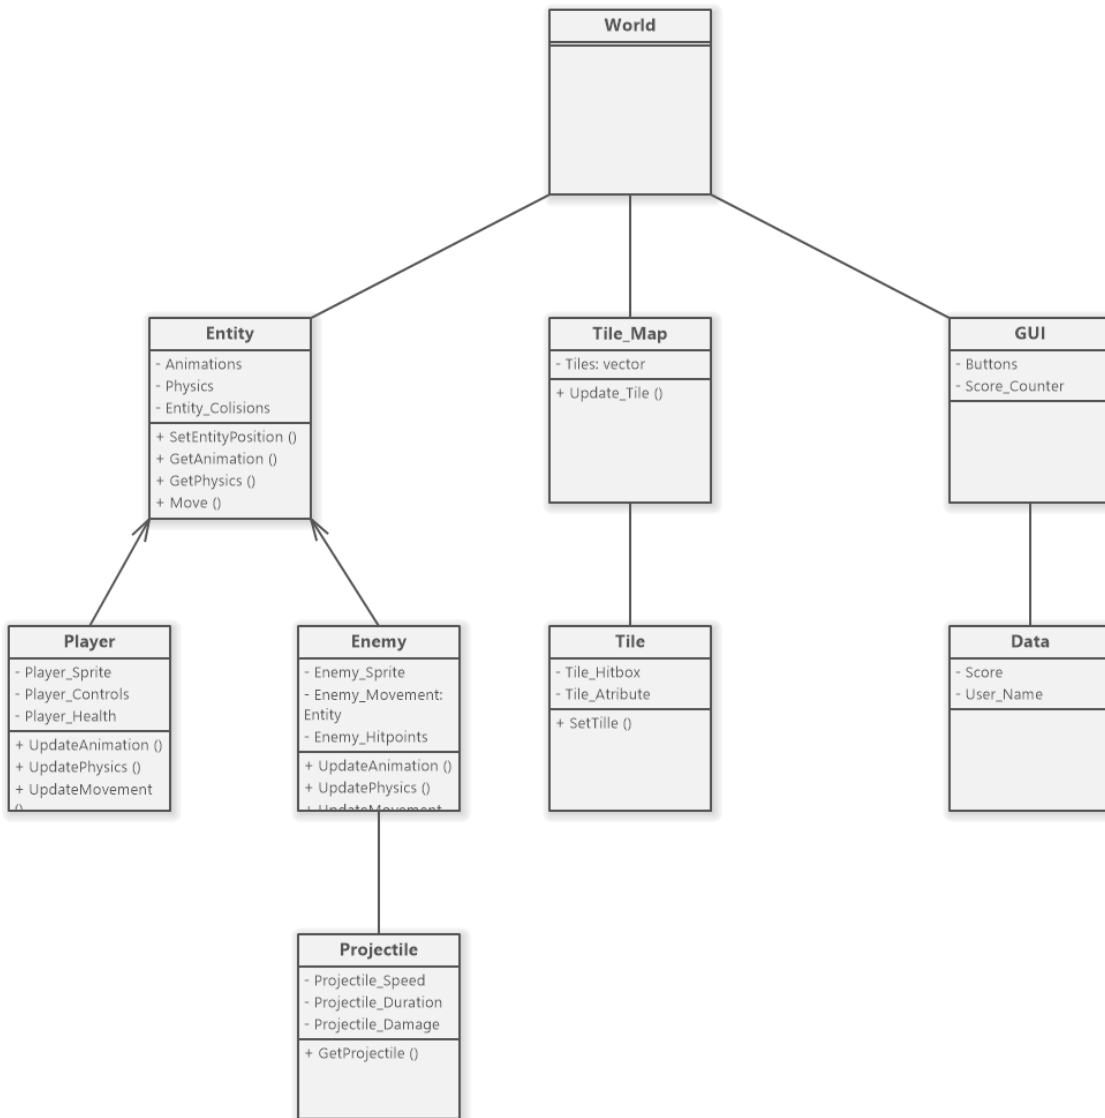 World
Entity
- Animations
- Physics
- Entity_Colisions
+ SetEntityPosition ()
+ GetAnimation ()
+ GetPhysics ()
+ Move ()
Tile_Map
- Tiles: vector
+ Update_Tile ()
GUI
- Buttons
- Score_Counter
Player
- Player_Sprite
- Player_Controls
- Player_Health
+ UpdateAnimation ()
+ UpdatePhysics ()
+ UpdateMovement
()
Enemy
- Enemy_Sprite
- Enemy_Movement:
Entity
- Enemy_Hitpoints
+ UpdateAnimation ()
+ UpdatePhysics ()
+ UpdateMovement
Tile
- Tile_Hitbox
- Tile_Atribute
+ SetTille ()
Data
- Score
- User_Name
Projectile
- Projectile_Speed
- Projectile_Duration
- Projectile_Damage
+ GetProjectile ()